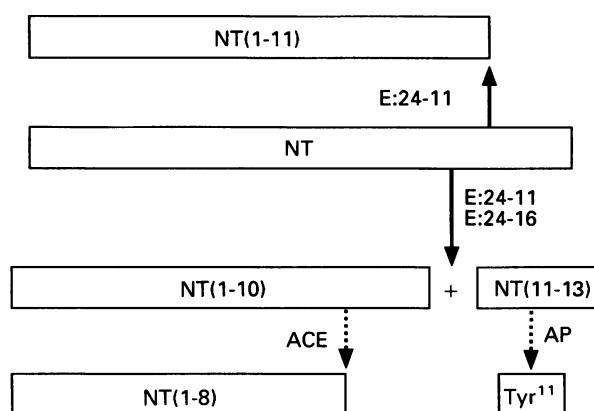 NT(1-11)
E:24-11
NT
E:24-11
E:24-16
NT(1-10) + NT(11-13)
ACE AP
NT(1-8) Tyr¹¹